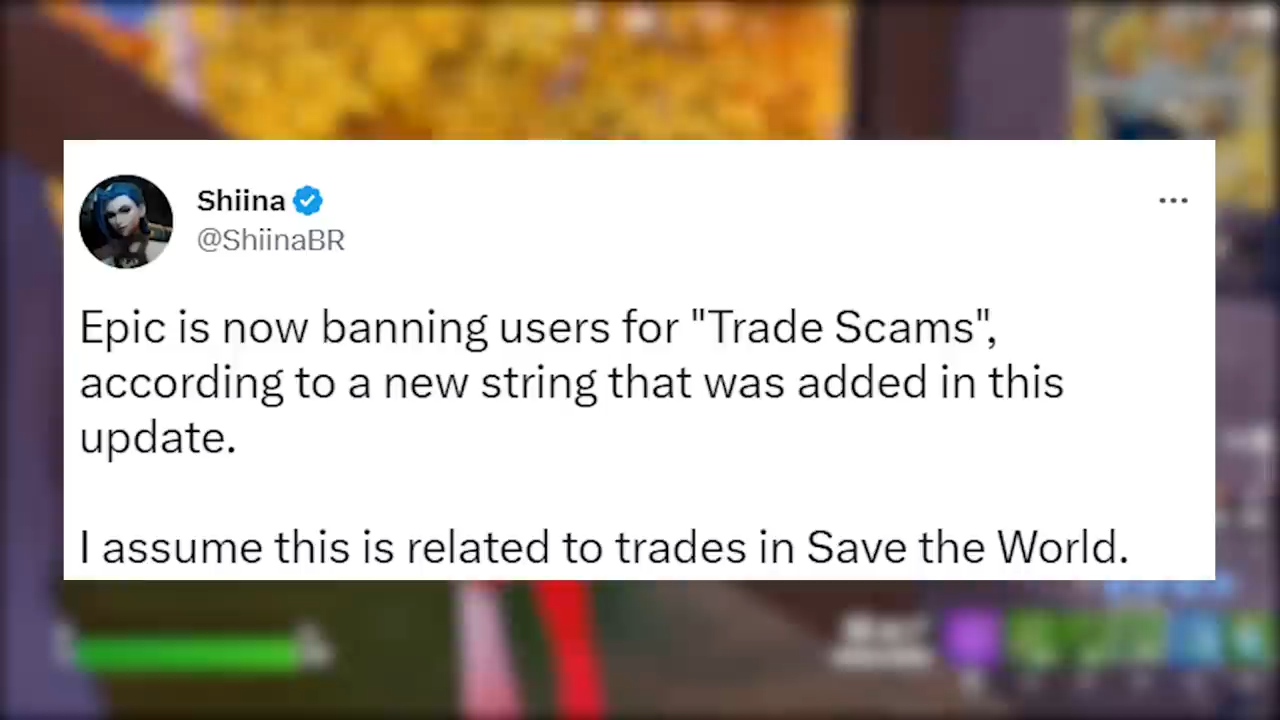 Shiina
@ShiinaBR
Epic is now banning users for "Trade Scams",
according to a new string that was added in this
update.
I assume this is related to trades in Save the World.